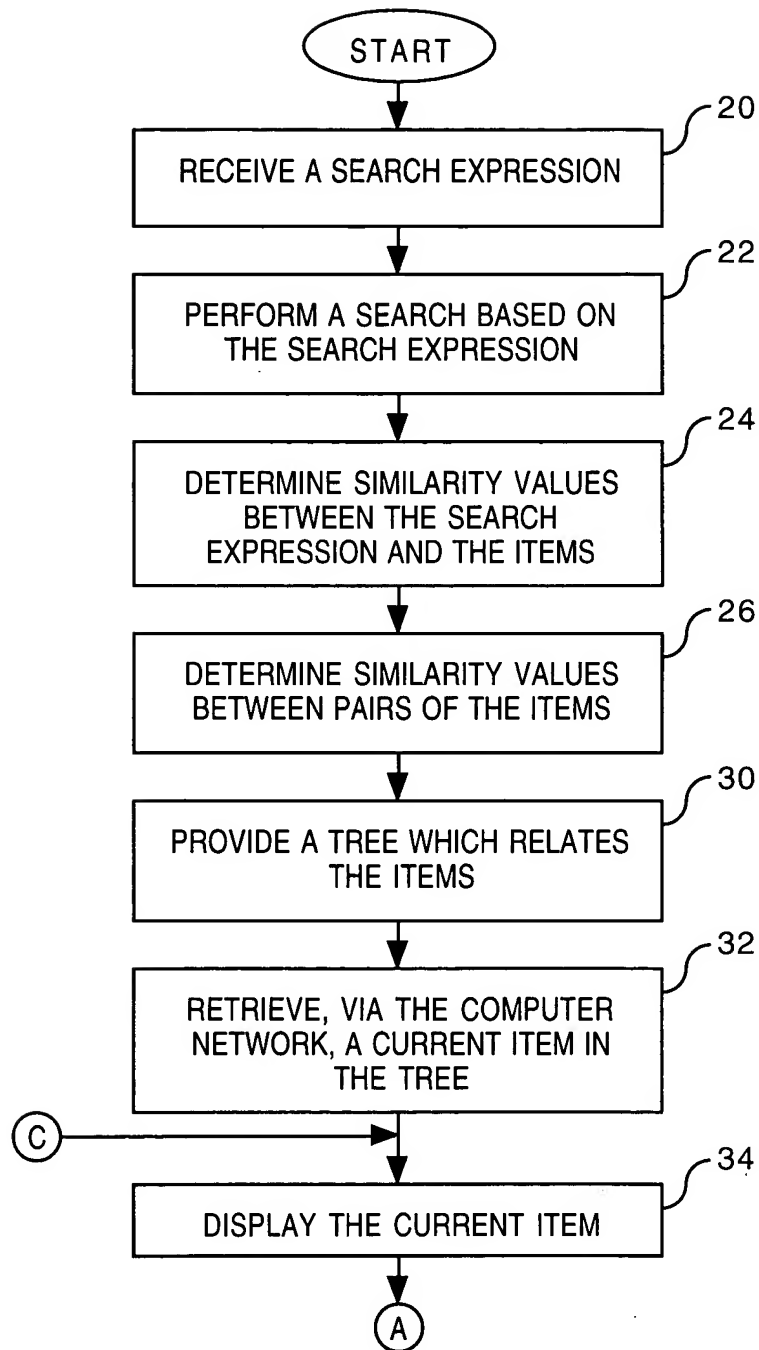 START
20
RECEIVE A SEARCH EXPRESSION
22
PERFORM A SEARCH BASED ON
THE SEARCH EXPRESSION
24
DETERMINE SIMILARITY VALUES
BETWEEN THE SEARCH
EXPRESSION AND THE ITEMS
26
DETERMINE SIMILARITY VALUES
BETWEEN PAIRS OF THE ITEMS
30
PROVIDE A TREE WHICH RELATES
THE ITEMS
32
RETRIEVE, VIA THE COMPUTER
NETWORK, A CURRENT ITEM IN
THE TREE
C
34
DISPLAY THE CURRENT ITEM
A